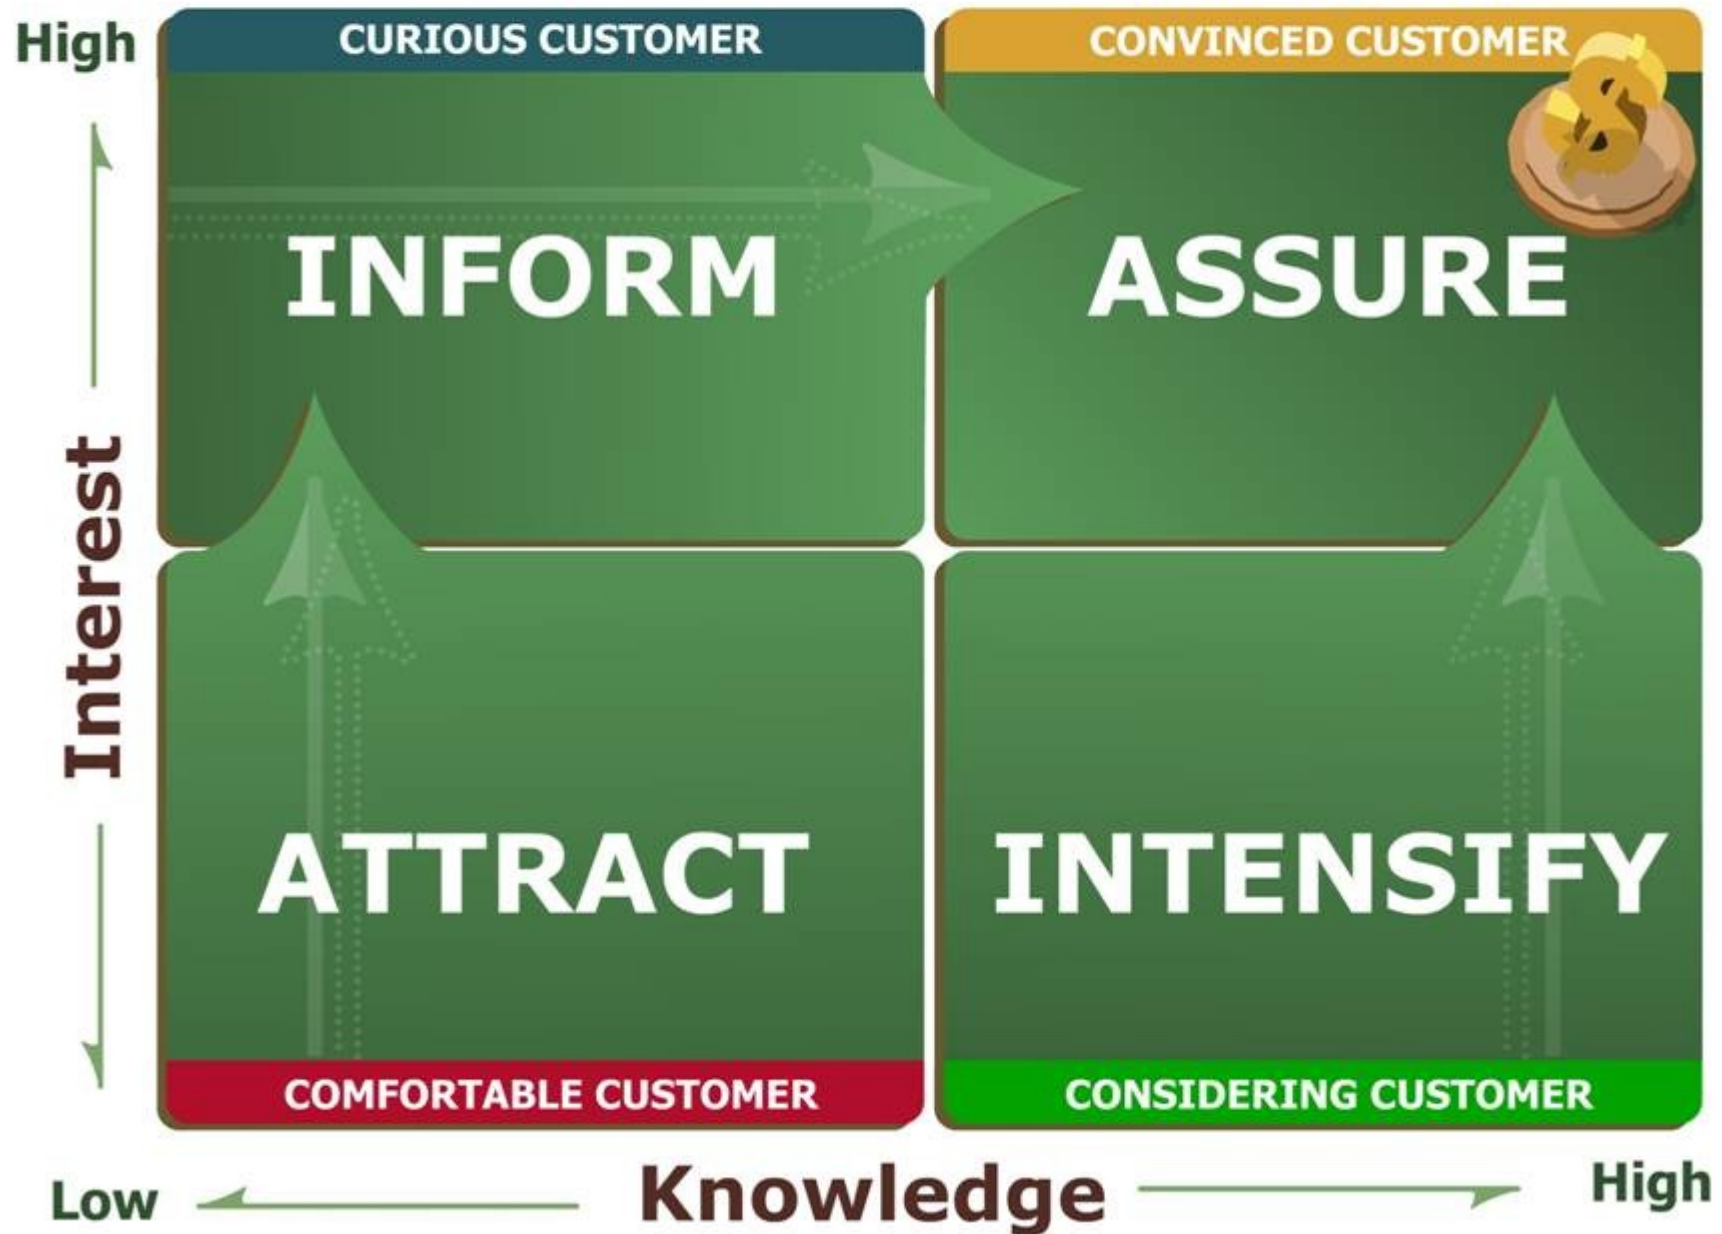 High
CURIOUS CUSTOMER
CONVINCED CUSTOMER
$
INFORM
ASSURE
Interest
ATTRACT
INTENSIFY
COMFORTABLE CUSTOMER
CONSIDERING CUSTOMER
Low
Knowledge
High